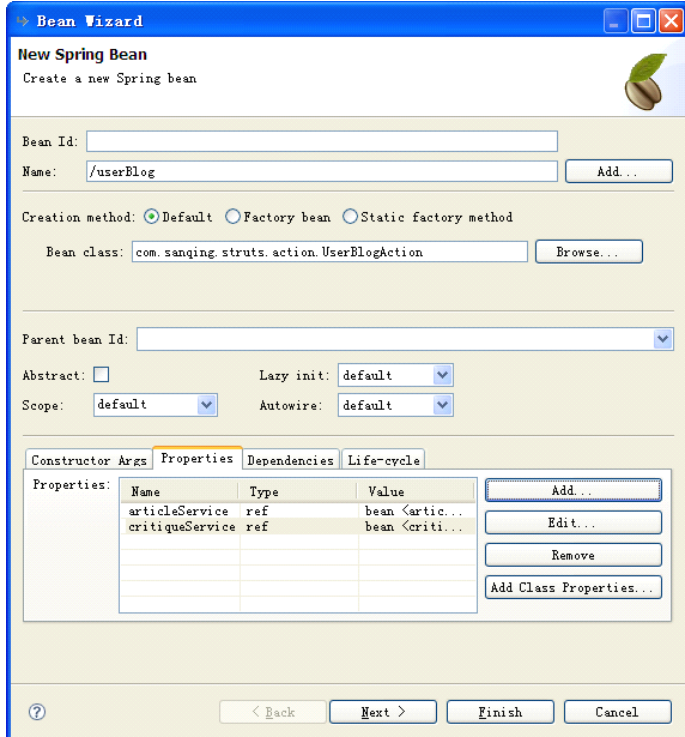 Bean Wizard
New Spring Bean
Create a new Spring bean
Bean Id:
Name: /userBlog Add...
Creation method: Default Factory bean Static factory method
Bean class: com.sanqing.struts.action.UserBlogAction Browse...
Parent bean Id:
Abstract: Lazy init: default
Scope: default Autowire: default
Constructor Args Properties Dependencies Life-cycle
Properties: Name Type Value Add...
articleService ref bean <artic...
critiqueService ref bean <criti... Edit...
Remove
Add Class Properties...
? < Back Next > Finish Cancel